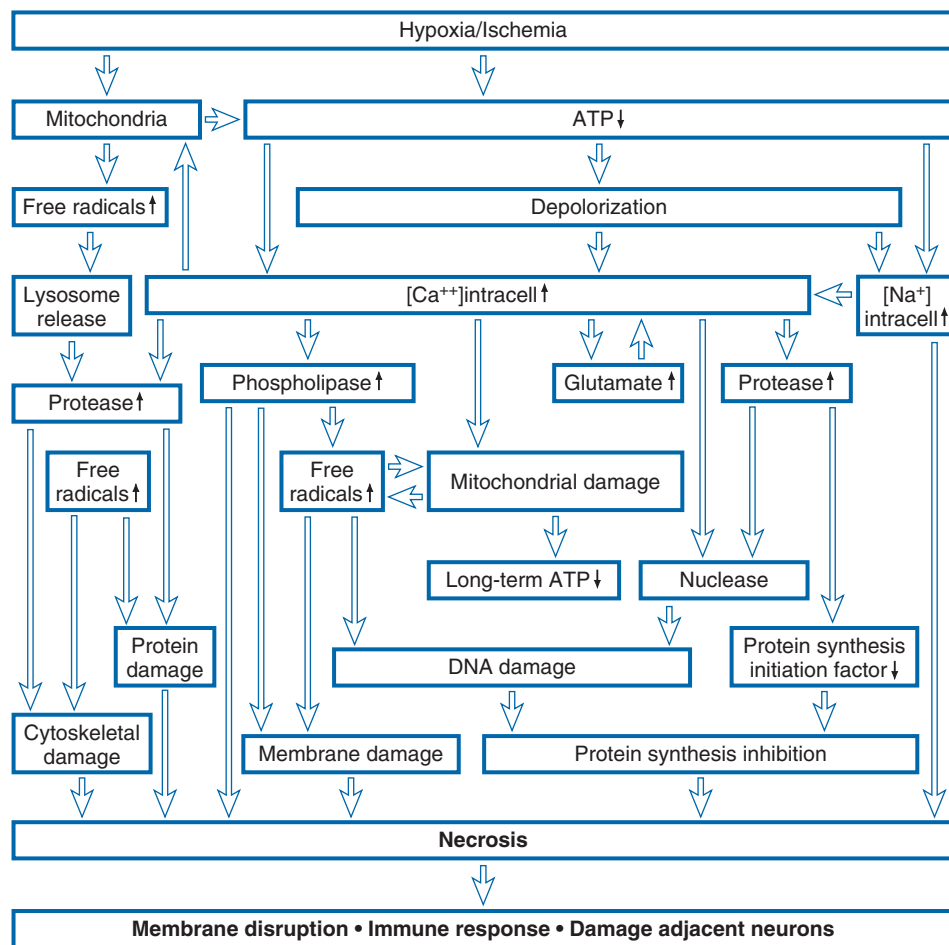 Hypoxia/Ischemia
Mitochondria
ATP↓
Free radicals↑
Depolorization
Lysosome
release
[Ca++]intracell↑
[Na+]
intracell↑
Protease↑
Phospholipase↑
Glutamate↑
Protease↑
Free
radicals↑
Free
radicals↑
Mitochondrial damage
Long-term ATP↓
Nuclease
Protein
damage
DNA damage
Protein synthesis
initiation factor↓
Cytoskeletal
damage
Membrane damage
Protein synthesis inhibition
Necrosis
Membrane disruption • Immune response • Damage adjacent neurons